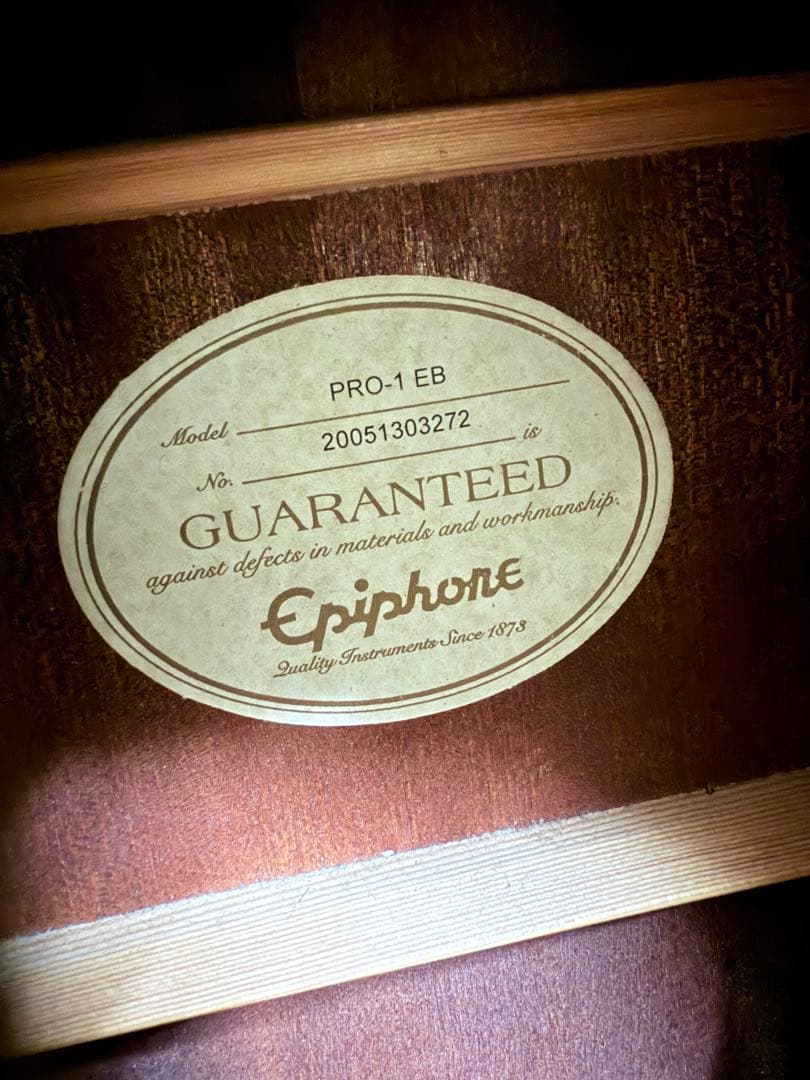 Model PRO-1 EB
No. 20051303272 is
GUARANTEED
against defects in materials and workmanship.
Epiphone
Quality Instruments Since 1873